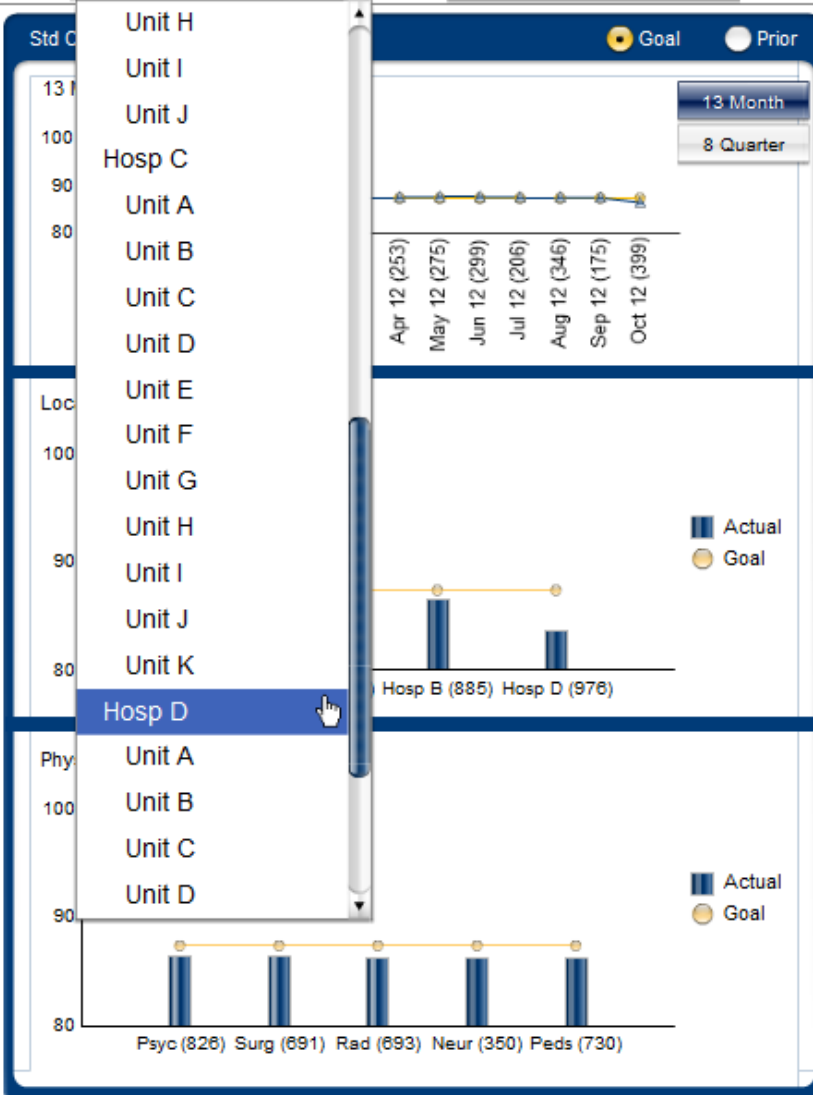 Std C
Goal
Prior
Unit H
Unit I
Unit J
Hosp C
Unit A
Unit B
Unit C
Unit D
Unit E
Unit F
Unit G
Unit H
Unit I
Unit J
Unit K
Hosp D
Unit A
Unit B
Unit C
Unit D
13 M
13 Month
8 Quarter
100
90
80
Apr 12 (253)
May 12 (275)
Jun 12 (299)
Jul 12 (206)
Aug 12 (346)
Sep 12 (175)
Oct 12 (399)
Loc
100
90
80
Actual
Goal
) Hosp B (885) Hosp D (976)
Phy
100
90
80
Actual
Goal
Psyc (826) Surg (691) Rad (693) Neur (350) Peds (730)